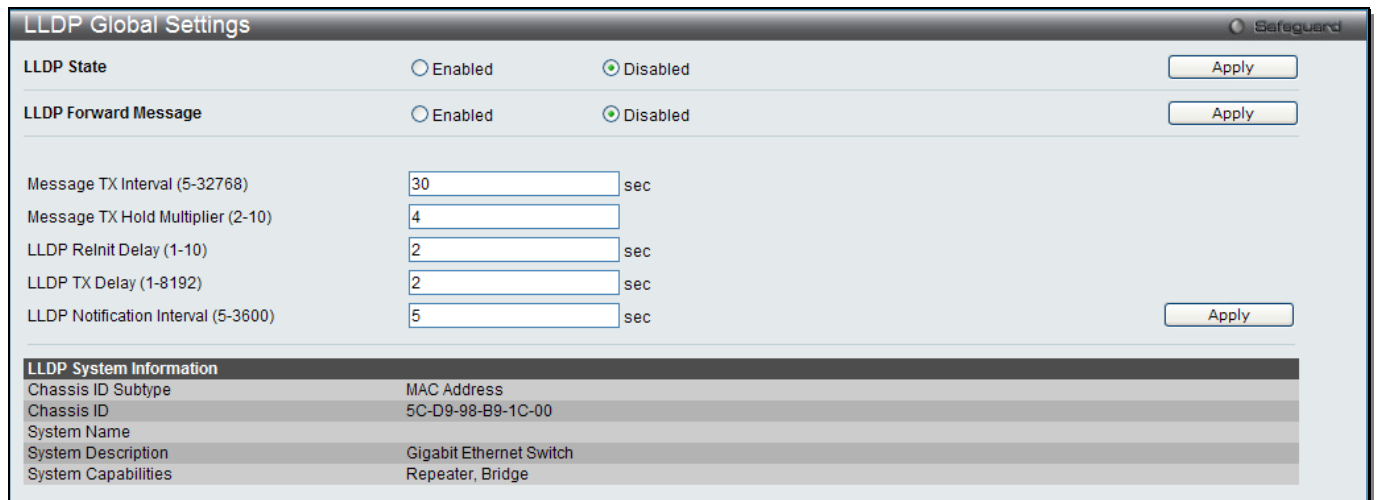 LLDP Global Settings Safeguard
LLDP State Enabled Disabled Apply
LLDP Forward Message Enabled Disabled Apply
Message TX Interval (5-32768) 30 sec
Message TX Hold Multiplier (2-10) 4
LLDP ReInit Delay (1-10) 2 sec
LLDP TX Delay (1-8192) 2 sec
LLDP Notification Interval (5-3600) 5 sec Apply
LLDP System Information
Chassis ID Subtype MAC Address
Chassis ID 5C-D9-98-B9-1C-00
System Name
System Description Gigabit Ethernet Switch
System Capabilities Repeater, Bridge